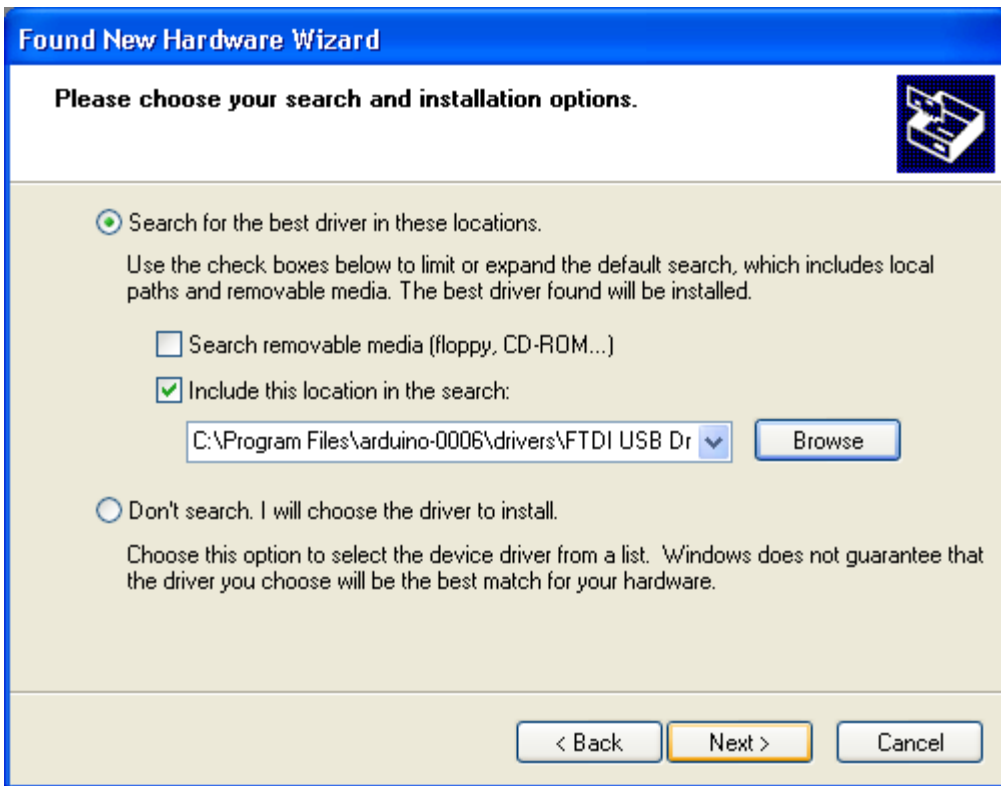 Found New Hardware Wizard
Please choose your search and installation options.
Search for the best driver in these locations.
Use the check boxes below to limit or expand the default search, which includes local
paths and removable media. The best driver found will be installed.
Search removable media (floppy, CD-ROM...)
Include this location in the search:
C:\Program Files\arduino-0006\drivers\FTDI USB Dr
Browse
Don't search. I will choose the driver to install.
Choose this option to select the device driver from a list. Windows does not guarantee that
the driver you choose will be the best match for your hardware.
< Back
Next >
Cancel